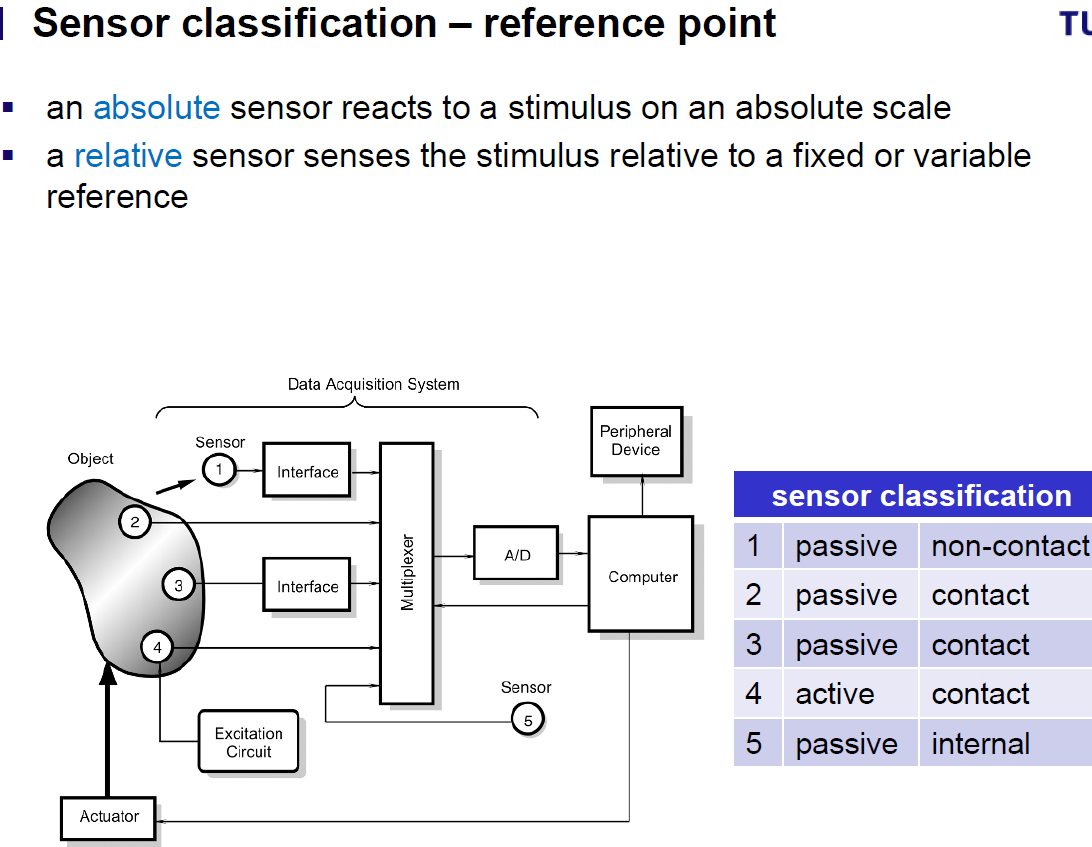 Sensor classification – reference point
TU
▪ an absolute sensor reacts to a stimulus on an absolute scale
▪ a relative sensor senses the stimulus relative to a fixed or variable
reference
Data Acquisition System
Object
Sensor
1
Interface
2
3
Interface
4
Multiplexer
A/D
Peripheral
Device
Computer
Sensor
5
Excitation
Circuit
Actuator
sensor classification
1 passive non-contact
2 passive contact
3 passive contact
4 active contact
5 passive internal